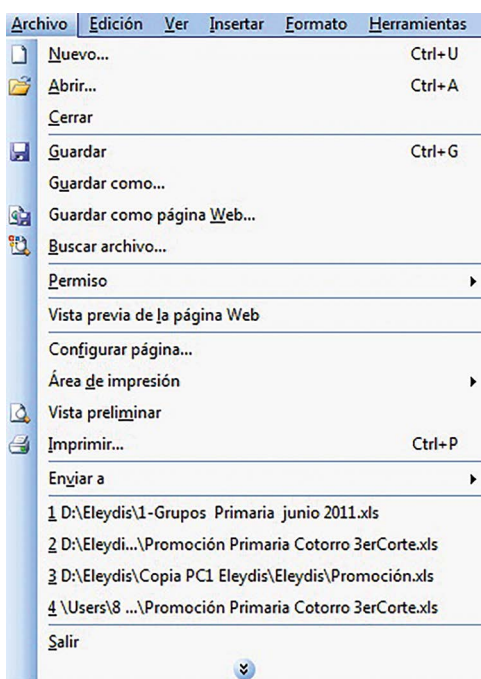 Archivo Edición Ver Insertar Formato Herramientas
Nuevo... Ctrl+U
Abrir... Ctrl+A
Cerrar
Guardar Ctrl+G
Guardar como...
Guardar como página Web...
Buscar archivo...
Permiso
Vista previa de la página Web
Configurar página...
Área de impresión
Vista preliminar
Imprimir... Ctrl+P
Enviar a
1 D:\Eleydis\1-Grupos Primaria junio 2011.xls
2 D:\Eleydi...\Promoción Primaria Cotorro 3erCorte.xls
3 D:\Eleydis\Copia PC1 Eleydis\Eleydis\Promoción.xls
4 \Users\8 ...\Promoción Primaria Cotorro 3erCorte.xls
Salir